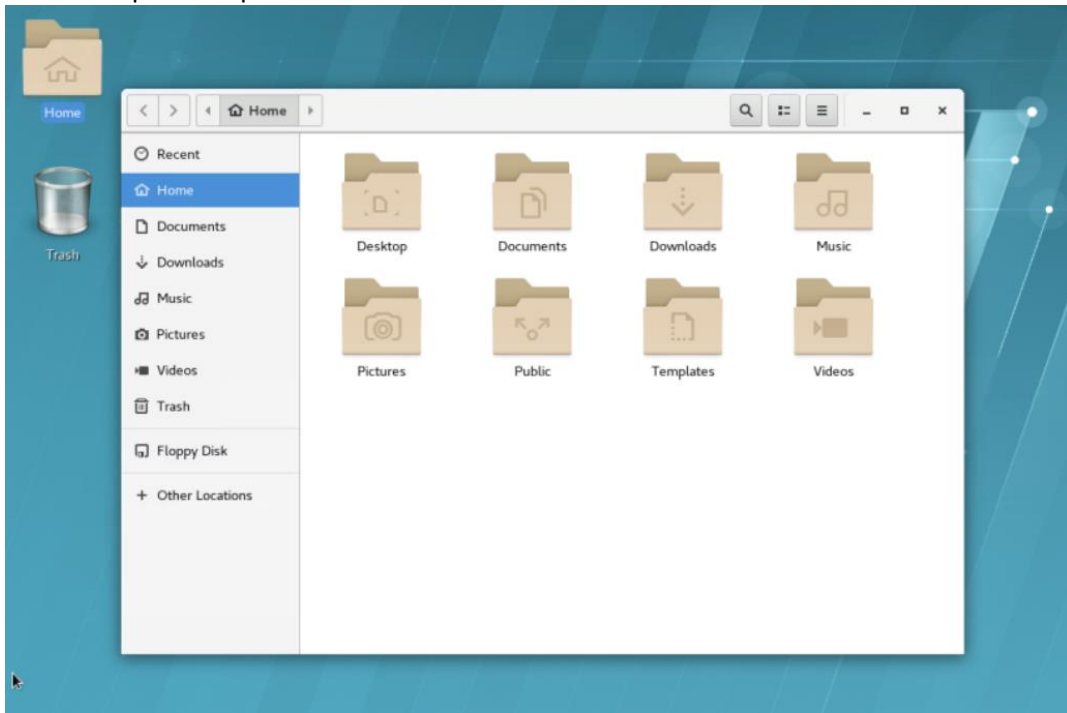 Home
Trash
Home
Recent
Home
Documents
Downloads
Music
Pictures
Videos
Trash
Floppy Disk
+ Other Locations
Desktop Documents Downloads Music
Pictures Public Templates Videos